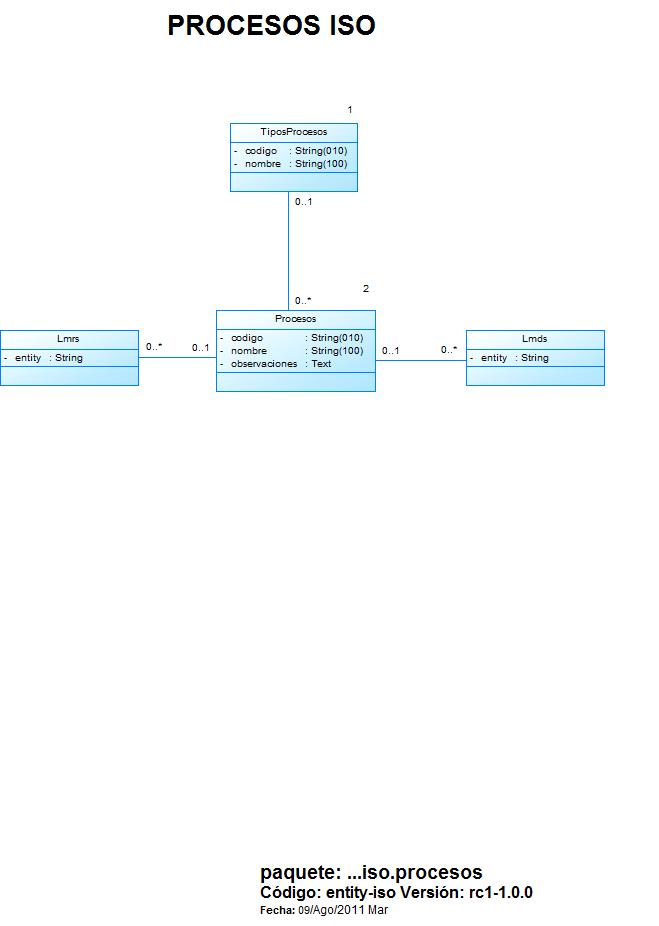 PROCESOS ISO
1
TiposProcesos
- codigo : String(010)
- nombre : String(100)
0..1
2
0..*
Procesos
- codigo : String(010)
- nombre : String(100)
- observaciones : Text
Lmrs
- entity : String
0..*
0..1
0..1
0..*
Lmds
- entity : String
paquete: ...iso.procesos
Código: entity-iso Versión: rc1-1.0.0
Fecha: 09/Ago/2011 Mar